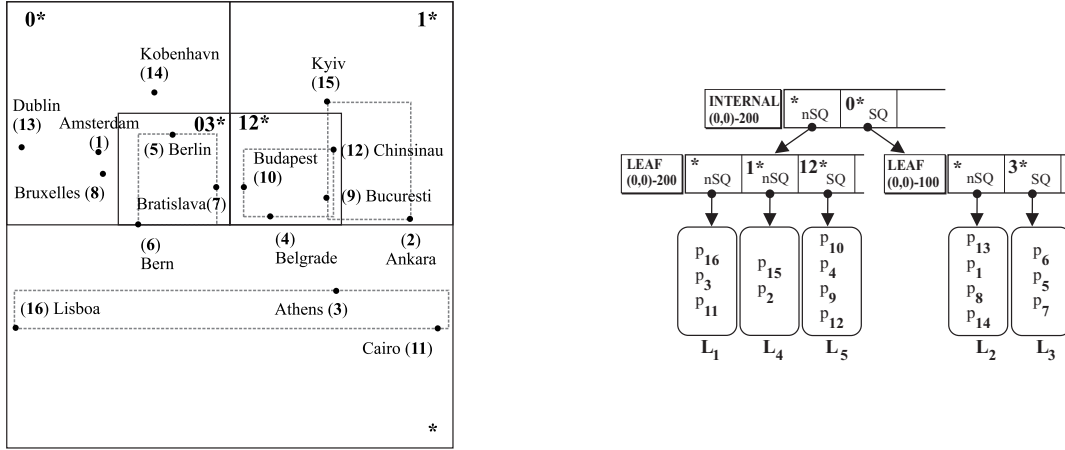 0*
1*
Kobenhavn
(14)
Kyiv
(15)
Dublin
(13)
Amsterdam
(1)
03*
12*
(5) Berlin
Budapest
(10)
(12) Chinsinau
Bruxelles (8)
Bratislava(7)
(9) Bucuresti
(6)
Bern
(4)
Belgrade
(2)
Ankara
(16) Lisboa
Athens (3)
Cairo (11)
*
INTERNAL
(0,0)-200
* nSQ
0* SQ
LEAF
(0,0)-200
* nSQ
1* nSQ
12* SQ
LEAF
(0,0)-100
* nSQ
3* SQ
p16
p3
p11
L1
p15
p2
L4
p10
p4
p9
p12
L5
p13
p1
p8
p14
L2
p6
p5
p7
L3